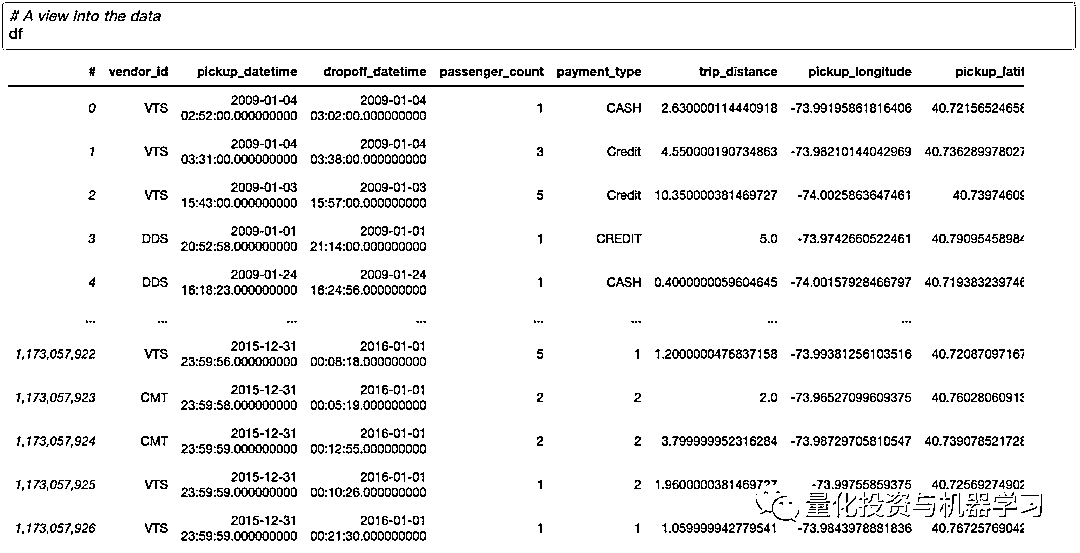 # A view into the data
df
# vendor_id pickup_datetime dropoff_datetime passenger_count payment_type trip_distance pickup_longitude pickup_latit
0 VTS 2009-01-04 02:52:00.000000000 2009-01-04 03:02:00.000000000 1 CASH 2.630000114440918 -73.99195861816406 40.72156524658
1 VTS 2009-01-04 03:31:00.000000000 2009-01-04 03:38:00.000000000 3 Credit 4.550000190734863 -73.98210144042969 40.736289978027
2 VTS 2009-01-03 15:43:00.000000000 2009-01-03 15:57:00.000000000 5 Credit 10.350000381469727 -74.0025863647461 40.73974609
3 DDS 2009-01-01 20:52:58.000000000 2009-01-01 21:14:00.000000000 1 CREDIT 5.0 -73.9742660522461 40.79095458984
4 DDS 2009-01-24 16:18:23.000000000 2009-01-24 16:24:56.000000000 1 CASH 0.4000000059604645 -74.00157928466797 40.719383239746
... ... ... ... ... ... ... ...
1,173,057,922 VTS 2015-12-31 23:59:56.000000000 2016-01-01 00:08:18.000000000 5 1 1.2000000476837158 -73.99381256103516 40.72087097167
1,173,057,923 CMT 2015-12-31 23:59:58.000000000 2016-01-01 00:05:19.000000000 2 2 2.0 -73.96527099609375 40.76028060913
1,173,057,924 CMT 2015-12-31 23:59:59.000000000 2016-01-01 00:12:55.000000000 2 2 3.799999952316284 -73.98729705810547 40.739078521728
1,173,057,925 VTS 2015-12-31 23:59:59.000000000 2016-01-01 00:10:26.000000000 1 2 1.9600000381469727 -73.99755859375 40.72569274902
1,173,057,926 VTS 2015-12-31 23:59:59.000000000 2016-01-01 00:21:30.000000000 1 1 1.059999942779541 -73.9843978881836 40.76725769042
量化投资与机器学习